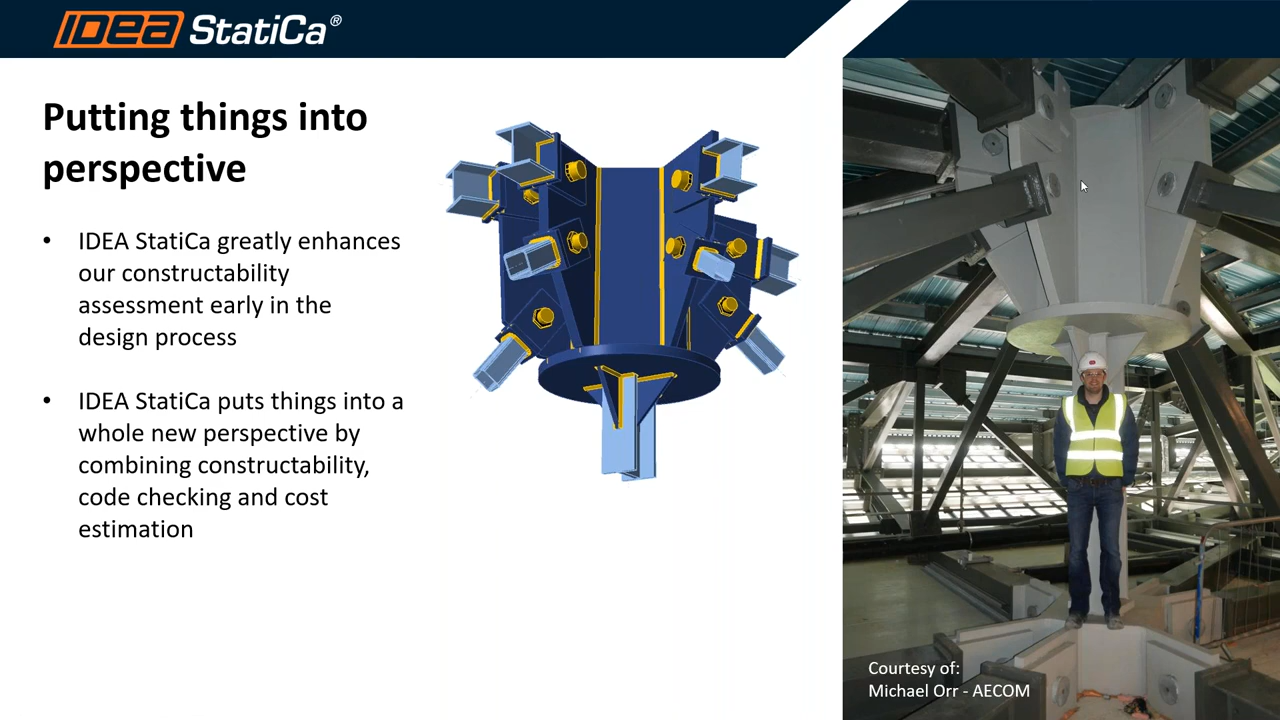 IDEA StatiCa®
Putting things into
perspective
• IDEA StatiCa greatly enhances
our constructability
assessment early in the
design process
• IDEA StatiCa puts things into a
whole new perspective by
combining constructability,
code checking and cost
estimation
Courtesy of:
Michael Orr - AECOM